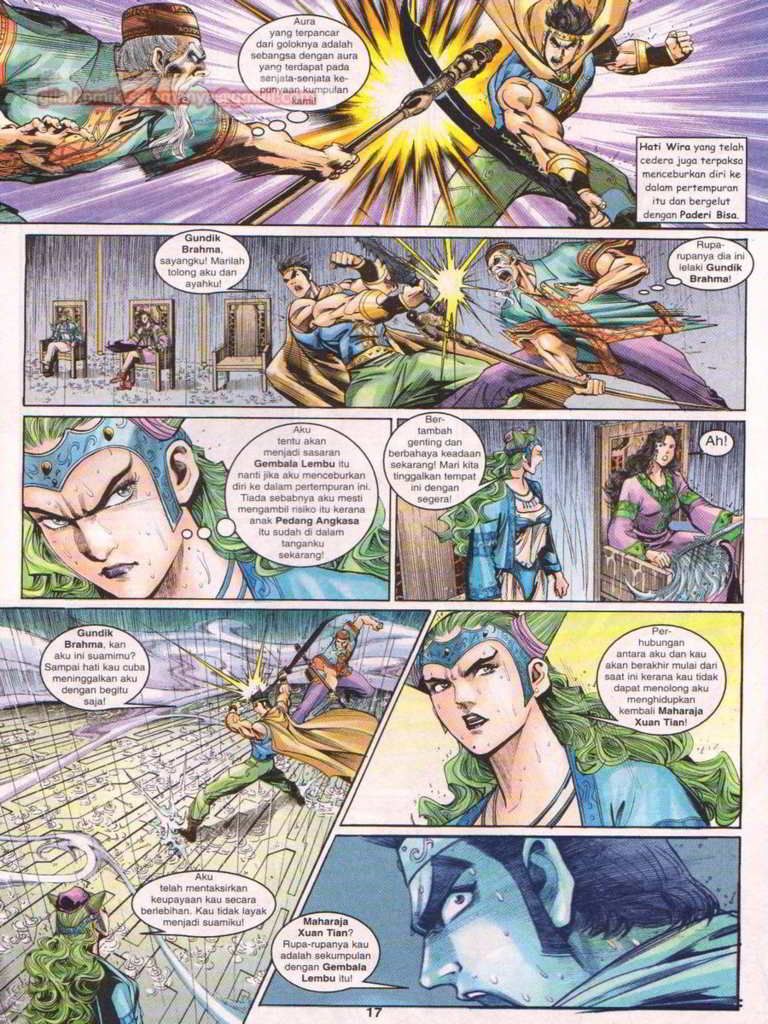 Aura
yang terpancar
dari goloknya adalah
sebangsa dengan aura
yang terdapat pada
senjata-senjata ke-
punyaan kumpulan
kami!
Hati Wira yang telah
cedera juga terpaksa
menceburkan diri ke
dalam pertempuran
itu dan bergelut
dengan Paderi Bisa.
Gundik
Brahma,
sayangku! Marilah
tolong aku dan
ayahku!
Rupa-
rupanya dia ini
lelaki Gundik
Brahma!
Aku
tentu akan
menjadi sasaran
Gembala Lembu itu
nanti jika aku menceburkan
diri ke dalam pertempuran ini.
Tiada sebabnya aku mesti
mengambil risiko itu kerana
anak Pedang Angkasa
itu sudah di dalam
tanganku
sekarang!
Ber-
tambah
genting dan
berbahaya keadaan
sekarang! Mari kita
tinggalkan tempat
ini dengan
segera!
Ah!
Gundik
Brahma, kan
aku ini suamimu?
Sampai hati kau cuba
meninggalkan aku
dengan begitu
saja!
Per-
hubungan
antara aku dan kau
akan berakhir mulai dari
saat ini kerana kau tidak
dapat menolong aku
menghidupkan
kembali Maharaja
Xuan Tian!
Aku
telah mentaksirkan
keupayaan kau secara
berlebihan. Kau tidak layak
menjadi suamiku!
Maharaja
Xuan Tian?
Rupa-rupanya kau
adalah sekumpulan
dengan Gembala
Lembu itu!
17